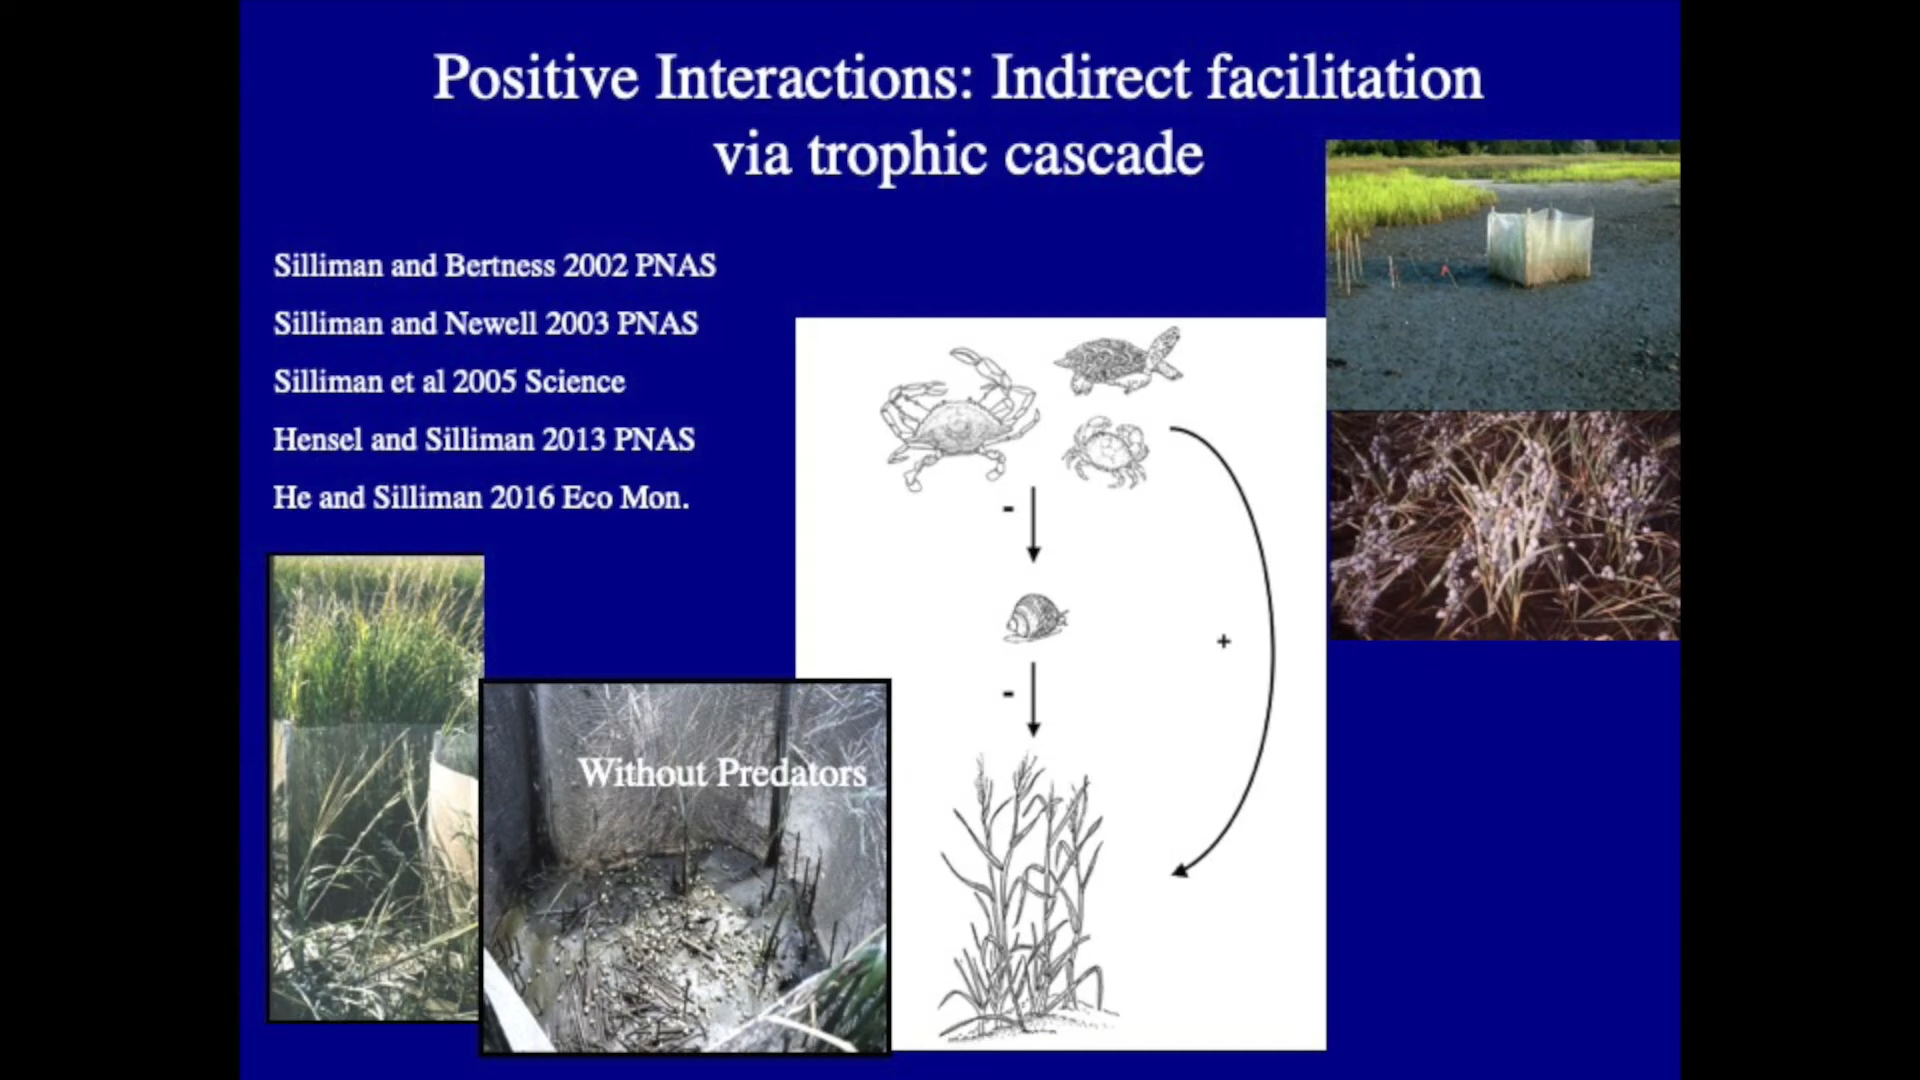 Positive Interactions: Indirect facilitation
via trophic cascade
Silliman and Bertness 2002 PNAS
Silliman and Newell 2003 PNAS
Silliman et al 2005 Science
Hensel and Silliman 2013 PNAS
He and Silliman 2016 Eco Mon.
-
-
+
Without Predators